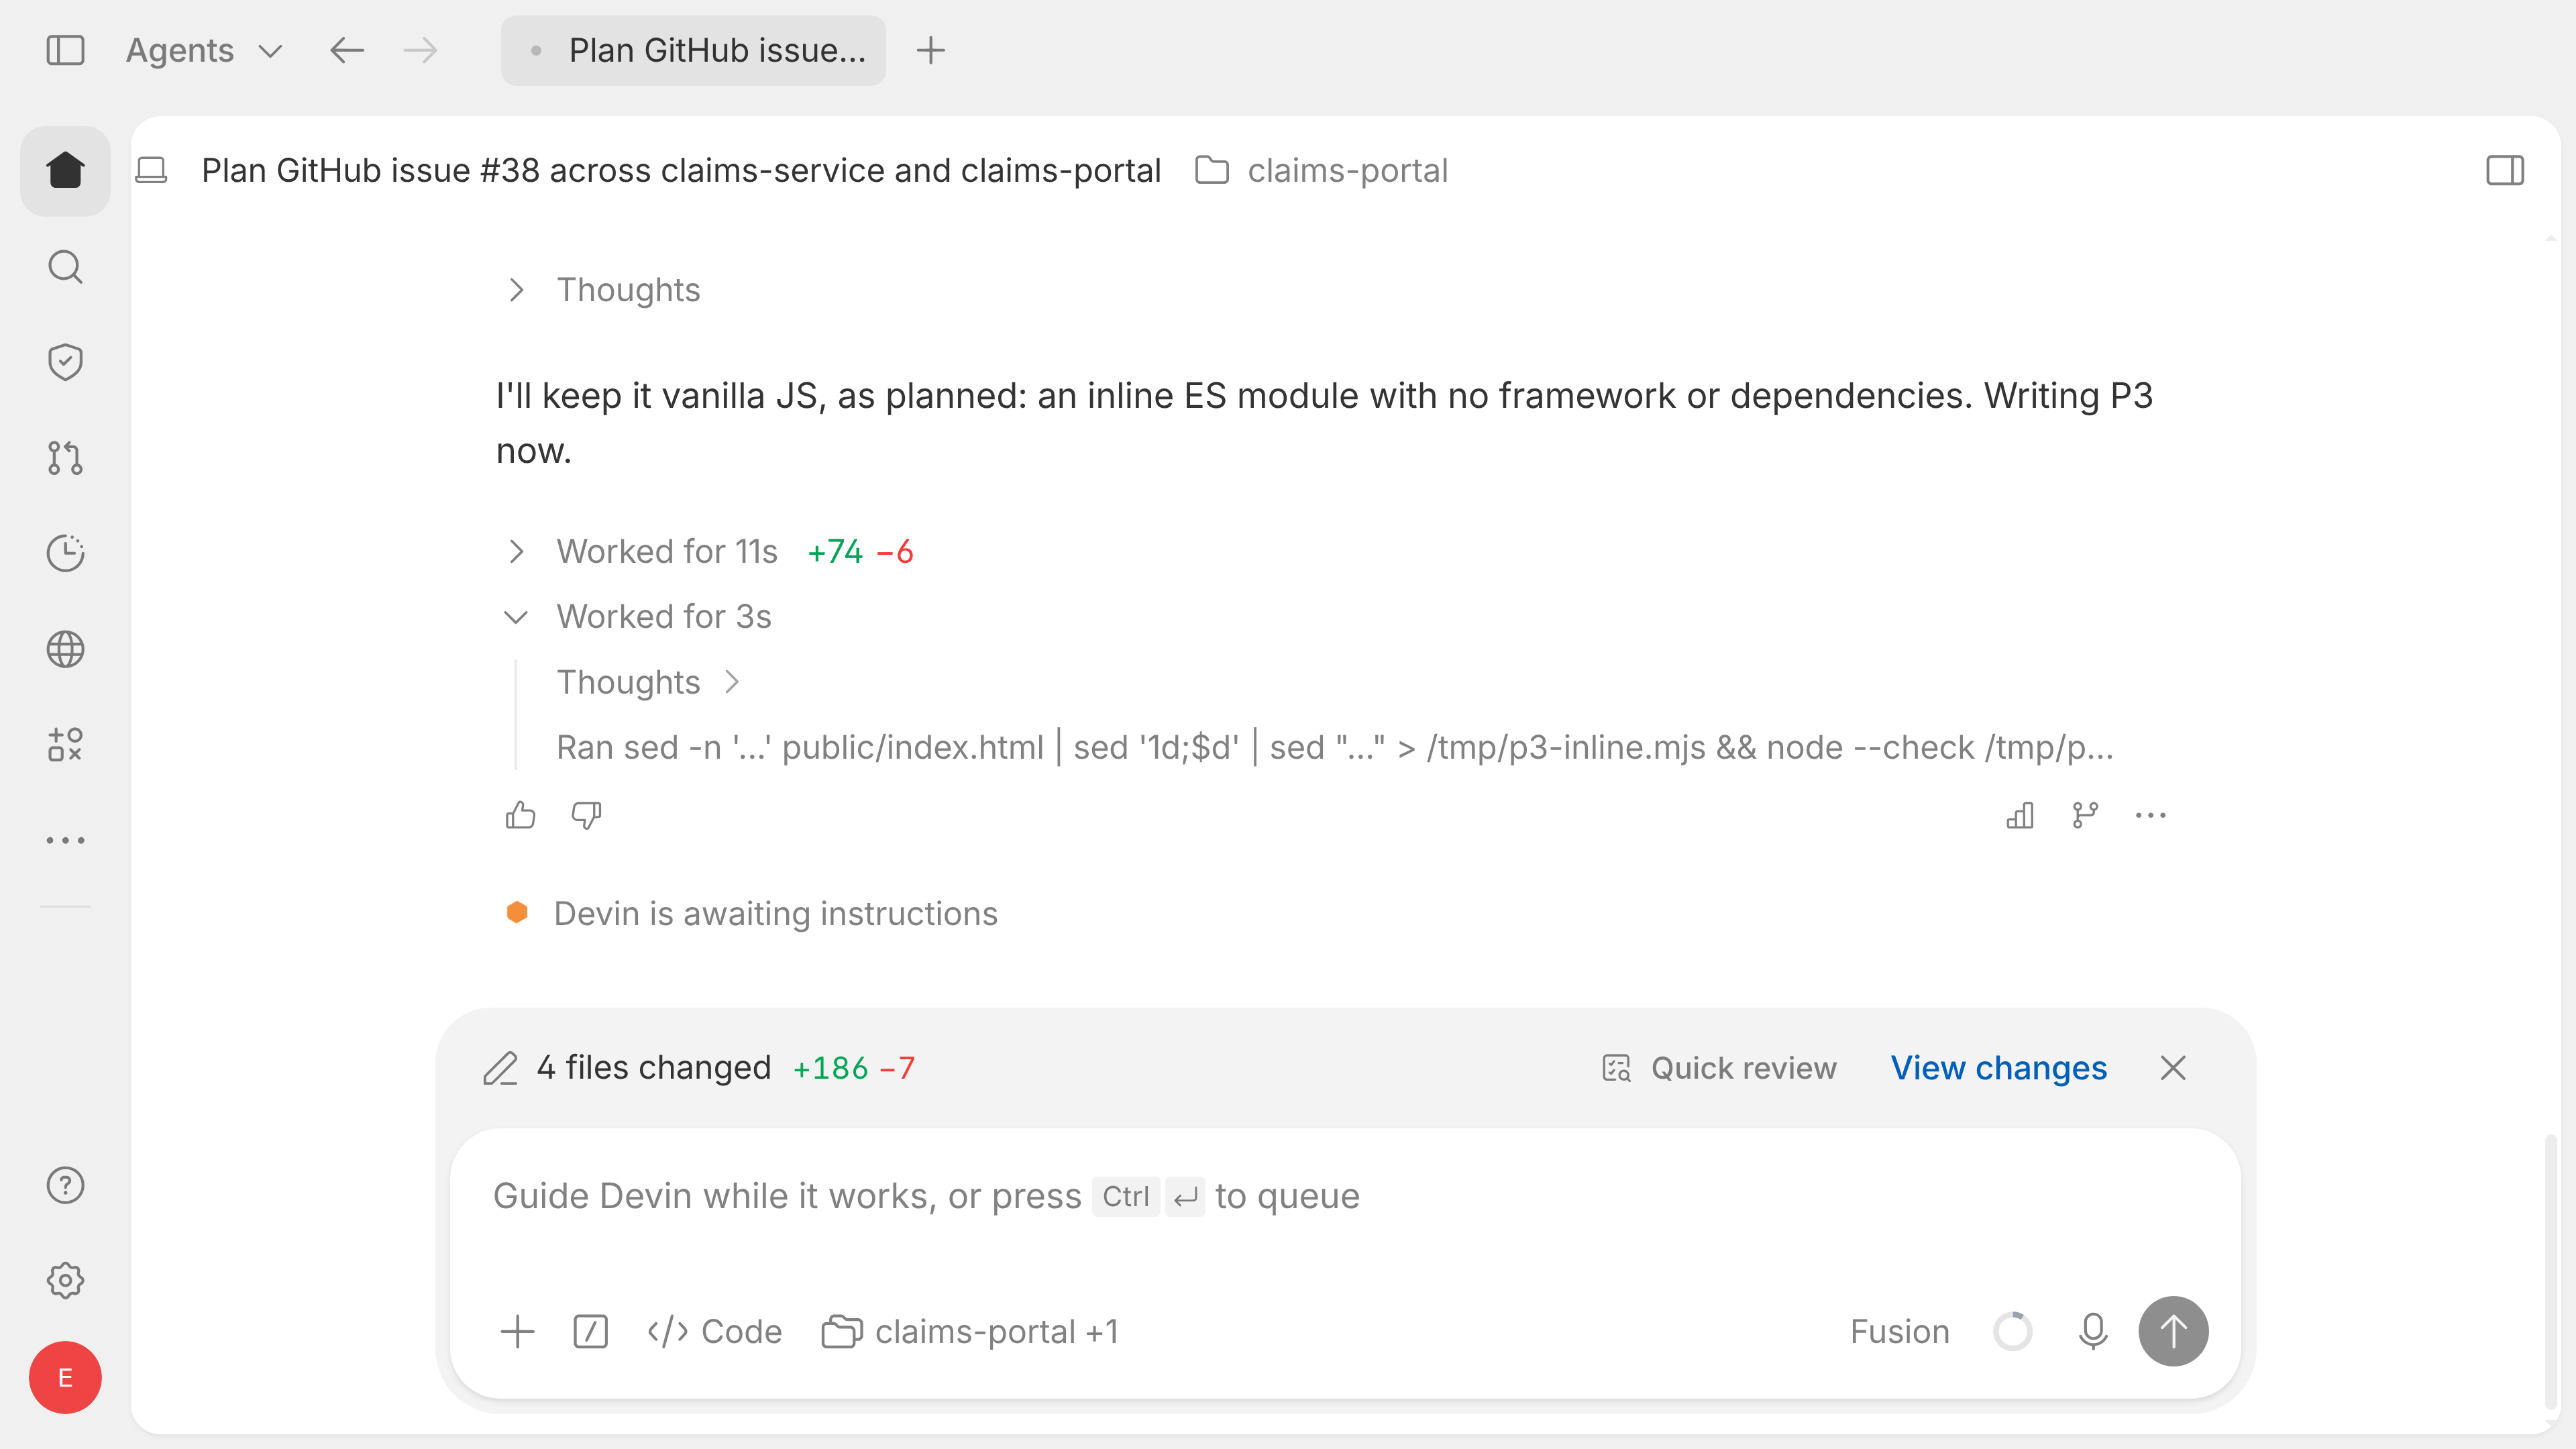 Agents
Plan GitHub issue...
Plan GitHub issue #38 across claims-service and claims-portal
claims-portal
Thoughts
I'll keep it vanilla JS, as planned: an inline ES module with no framework or dependencies. Writing P3
now.
Worked for 11s +74 −6
Worked for 3s
Thoughts
Ran sed -n '...' public/index.html | sed '1d;$d' | sed "..." > /tmp/p3-inline.mjs && node --check /tmp/p...
Devin is awaiting instructions
4 files changed +186 −7
Quick review
View changes
Guide Devin while it works, or press Ctrl ↵ to queue
Code
claims-portal +1
Fusion
E